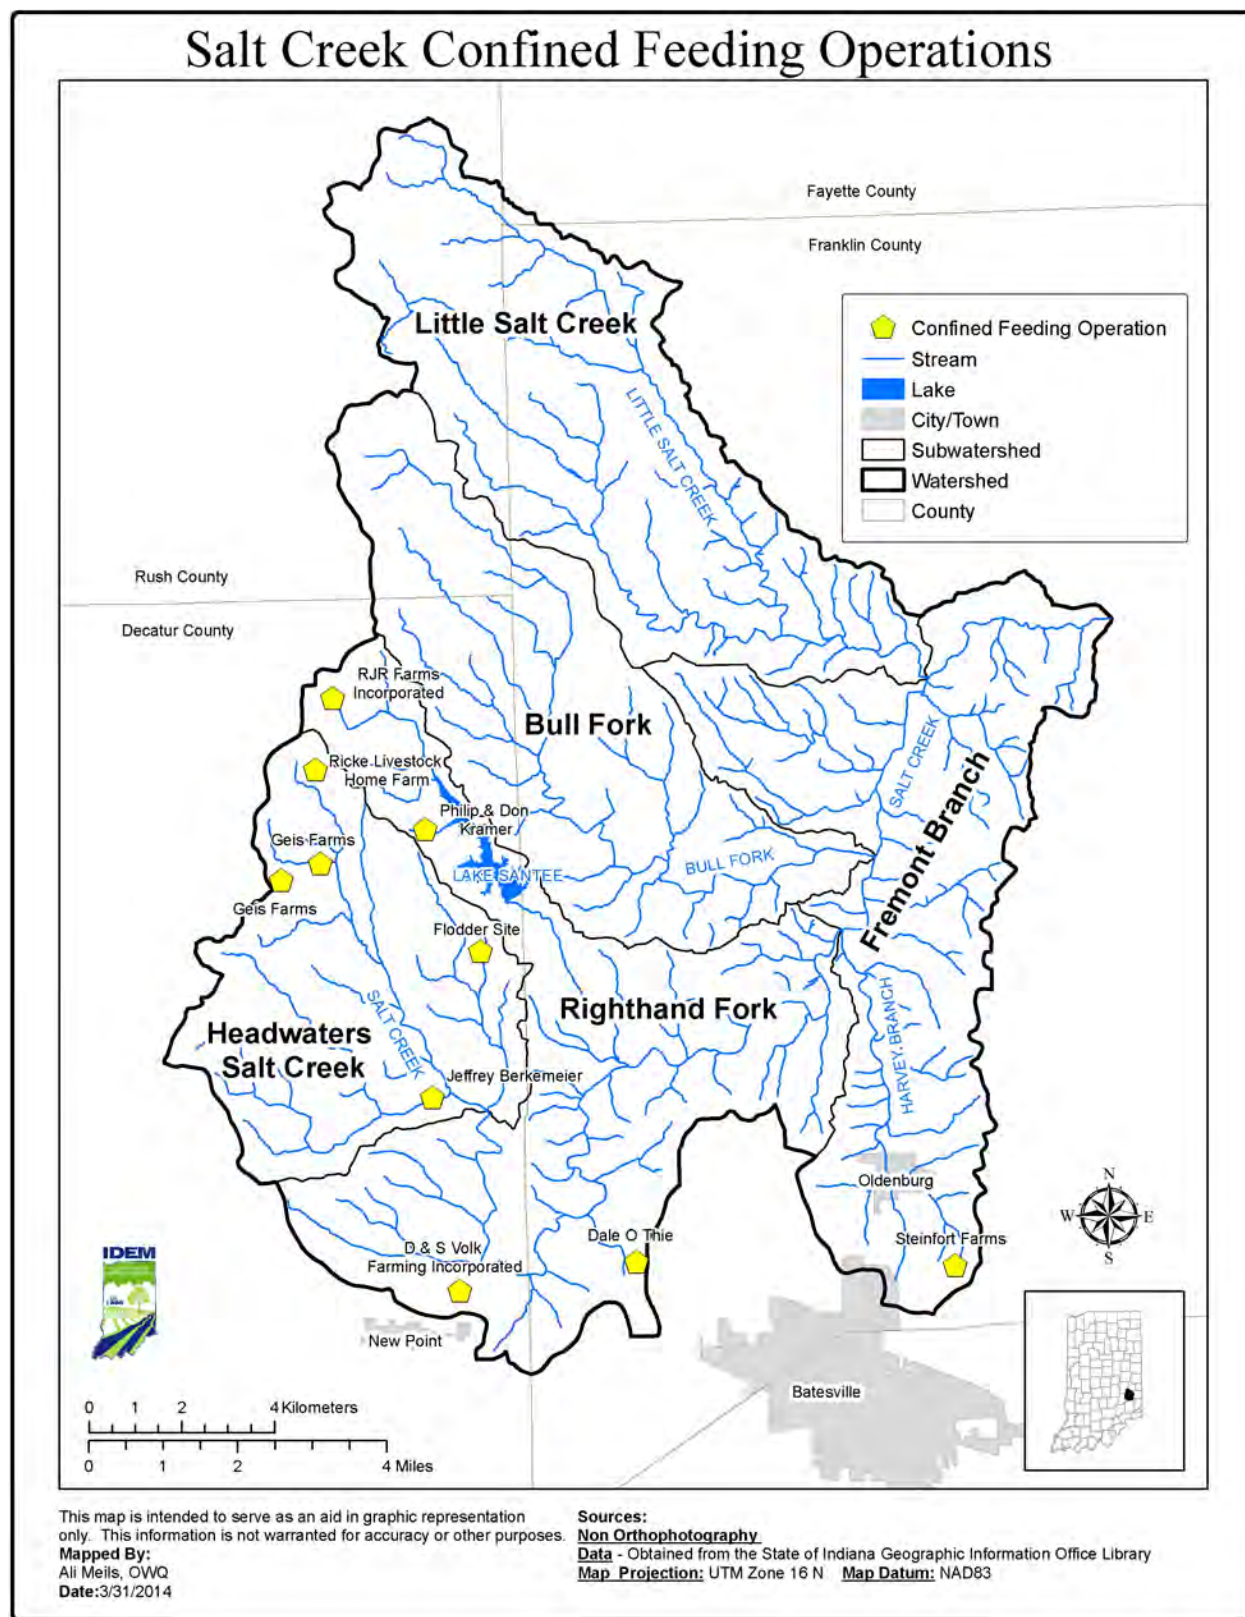 Salt Creek Confined Feeding Operations
Fayette County
Franklin County
Confined Feeding Operation
Stream
Lake
City/Town
Subwatershed
Watershed
County
Little Salt Creek
LITTLE SALT CREEK
Rush County
Decatur County
RJR Farms
Incorporated
Bull Fork
SALT CREEK
Ricke Livestock
Home Farm
Philip & Don
Kramer
Geis Farms
BULL FORK
LAKE SANTEE
Fremont Branch
Geis Farms
Flodder Site
Righthand Fork
SALT CREEK
HARVEY BRANCH
Headwaters
Salt Creek
Jeffrey Berkemeier
Oldenburg
N
W
E
S
Dale O Thie
Steinfort Farms
D & S Volk
Farming Incorporated
IDEM
New Point
Batesville
0 1 2 4 Kilometers
0 1 2 4 Miles
This map is intended to serve as an aid in graphic representation
only. This information is not warranted for accuracy or other purposes.
Mapped By:
Ali Meils, OWQ
Date:3/31/2014
Sources:
Non Orthophotography
Data - Obtained from the State of Indiana Geographic Information Office Library
Map Projection: UTM Zone 16 N Map Datum: NAD83